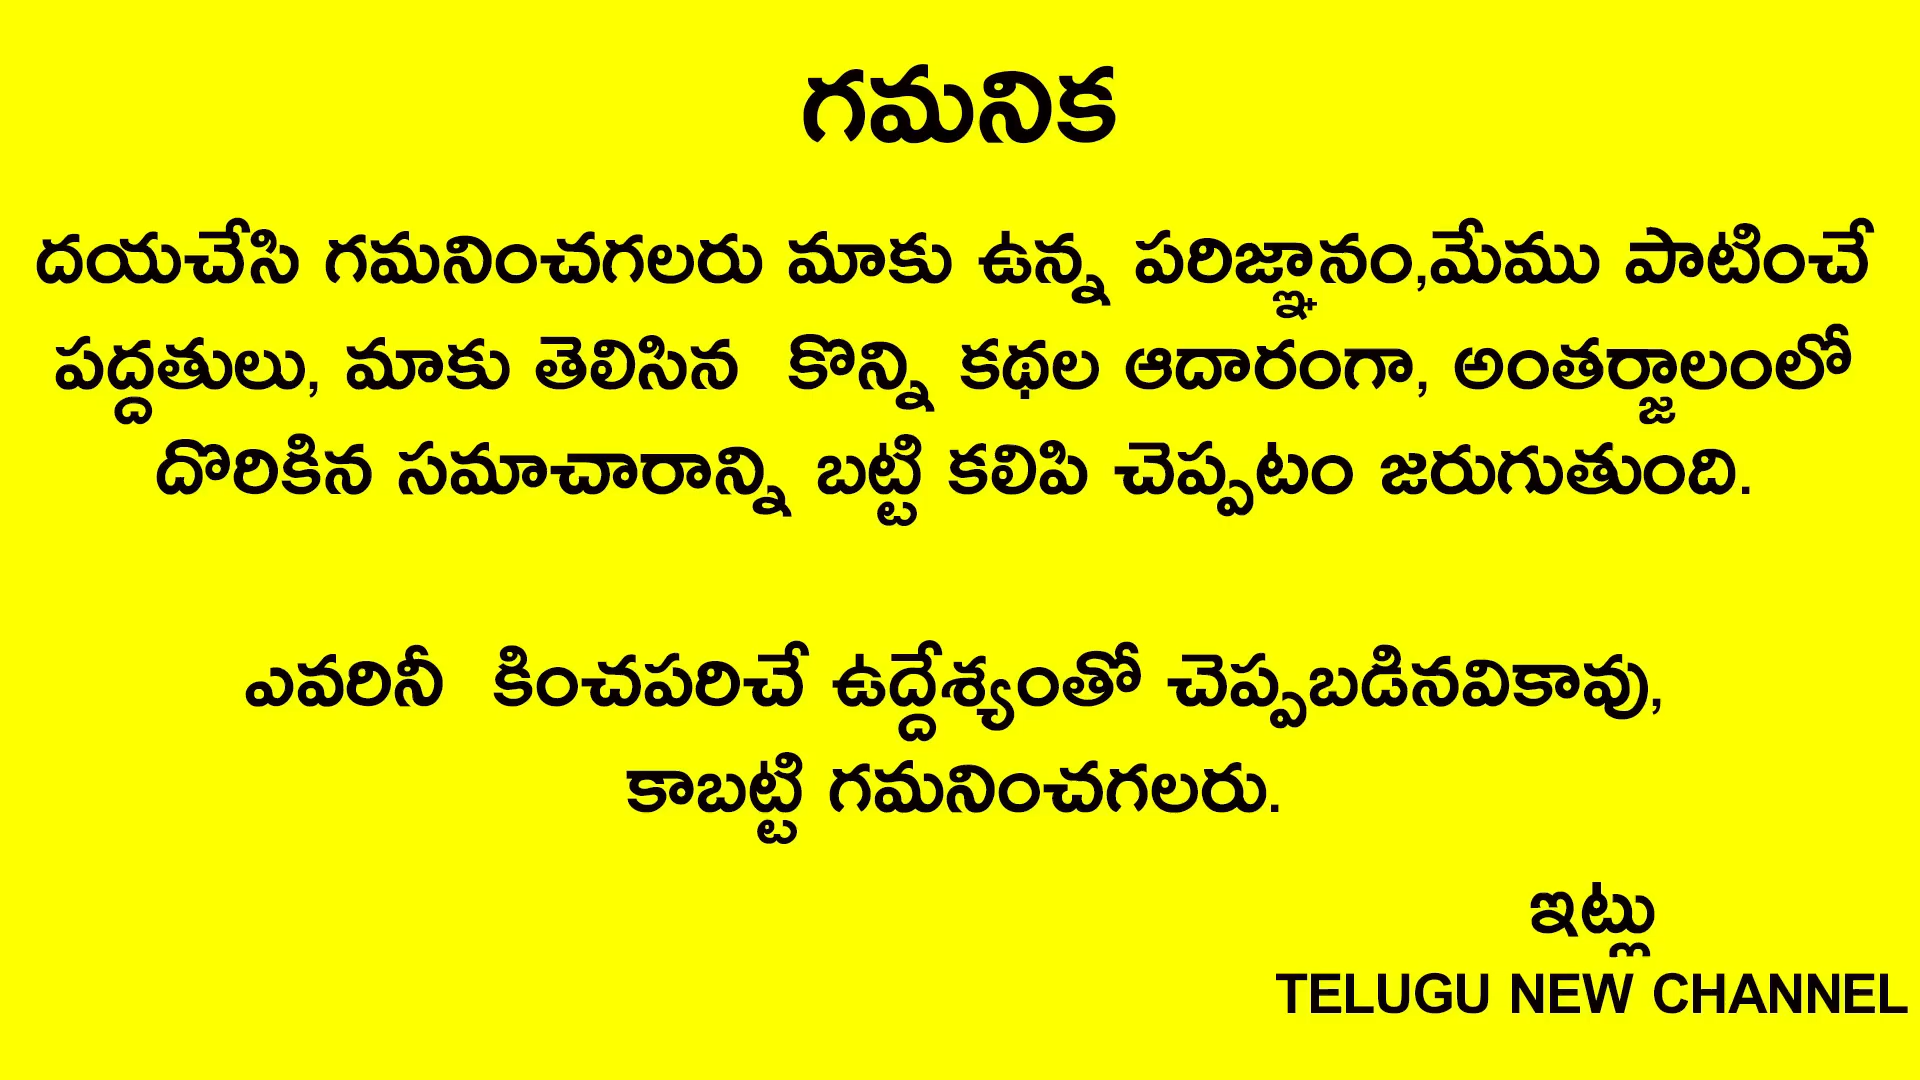 గమనిక
దయచేసి గమనించగలరు మాకు ఉన్న పరిజ్ఞానం,మేము పాటించే
పద్దతులు, మాకు తెలిసిన కొన్ని కథల ఆదారంగా, అంతర్జాలంలో
దొరికిన సమాచారాన్ని బట్టి కలిపి చెప్పటం జరుగుతుంది.
ఎవరినీ కించపరిచే ఉద్దేశ్యంతో చెప్పబడినవికావు,
కాబట్టి గమనించగలరు.
ఇట్లు
TELUGU NEW CHANNEL